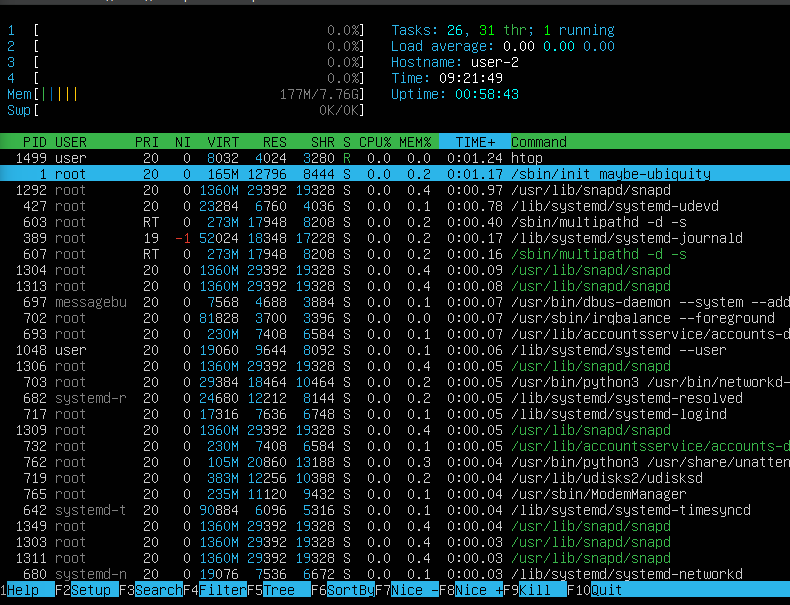 1 [ 0.0%] Tasks: 26, 31 thr; 1 running
2 [ 0.0%] Load average: 0.00 0.00 0.00
3 [ 0.0%] Hostname: user-2
4 [ 0.0%] Time: 09:21:49
Mem[||||| 177M/7.76G] Uptime: 00:58:43
Swp[ 0K/0K]
PID USER PRI NI VIRT RES SHR S CPU% MEM% TIME+ Command
1499 user 20 0 8032 4024 3280 R 0.0 0.0 0:01.24 htop
1 root 20 0 165M 12796 8444 S 0.0 0.2 0:01.17 /sbin/init maybe-ubiquity
1292 root 20 0 1360M 29392 19328 S 0.0 0.4 0:00.97 /usr/lib/snapd/snapd
427 root 20 0 23284 6760 4036 S 0.0 0.1 0:00.78 /lib/systemd/systemd-udevd
603 root RT 0 273M 17948 8208 S 0.0 0.2 0:00.40 /sbin/multipathd -d -s
389 root 19 -1 52024 18348 17228 S 0.0 0.2 0:00.17 /lib/systemd/systemd-journald
607 root RT 0 273M 17948 8208 S 0.0 0.2 0:00.16 /sbin/multipathd -d -s
1304 root 20 0 1360M 29392 19328 S 0.0 0.4 0:00.09 /usr/lib/snapd/snapd
1313 root 20 0 1360M 29392 19328 S 0.0 0.4 0:00.08 /usr/lib/snapd/snapd
697 messagebu 20 0 7568 4688 3884 S 0.0 0.1 0:00.07 /usr/bin/dbus-daemon --system --add
702 root 20 0 81828 3700 3396 S 0.0 0.0 0:00.07 /usr/sbin/irqbalance --foreground
693 root 20 0 230M 7408 6584 S 0.0 0.1 0:00.07 /usr/lib/accountsservice/accounts-d
1048 user 20 0 19060 9644 8092 S 0.0 0.1 0:00.06 /lib/systemd/systemd --user
1306 root 20 0 1360M 29392 19328 S 0.0 0.4 0:00.05 /usr/lib/snapd/snapd
703 root 20 0 29384 18464 10464 S 0.0 0.2 0:00.05 /usr/bin/python3 /usr/bin/networkd-
682 systemd-r 20 0 24680 12212 8144 S 0.0 0.2 0:00.05 /lib/systemd/systemd-resolved
717 root 20 0 17316 7636 6748 S 0.0 0.1 0:00.05 /lib/systemd/systemd-logind
1309 root 20 0 1360M 29392 19328 S 0.0 0.4 0:00.05 /usr/lib/snapd/snapd
732 root 20 0 230M 7408 6584 S 0.0 0.1 0:00.05 /usr/lib/accountsservice/accounts-d
762 root 20 0 105M 20860 13188 S 0.0 0.3 0:00.04 /usr/bin/python3 /usr/share/unatten
719 root 20 0 383M 12256 10388 S 0.0 0.2 0:00.04 /usr/lib/udisks2/udisksd
765 root 20 0 235M 11120 9432 S 0.0 0.1 0:00.04 /usr/sbin/ModemManager
642 systemd-t 20 0 90884 6096 5316 S 0.0 0.1 0:00.04 /lib/systemd/systemd-timesyncd
1349 root 20 0 1360M 29392 19328 S 0.0 0.4 0:00.04 /usr/lib/snapd/snapd
1303 root 20 0 1360M 29392 19328 S 0.0 0.4 0:00.03 /usr/lib/snapd/snapd
1311 root 20 0 1360M 29392 19328 S 0.0 0.4 0:00.03 /usr/lib/snapd/snapd
680 systemd-n 20 0 19076 7536 6672 S 0.0 0.1 0:00.03 /lib/systemd/systemd-networkd
1Help F2Setup F3SearchF4FilterF5Tree F6SortByF7Nice -F8Nice +F9Kill F10Quit